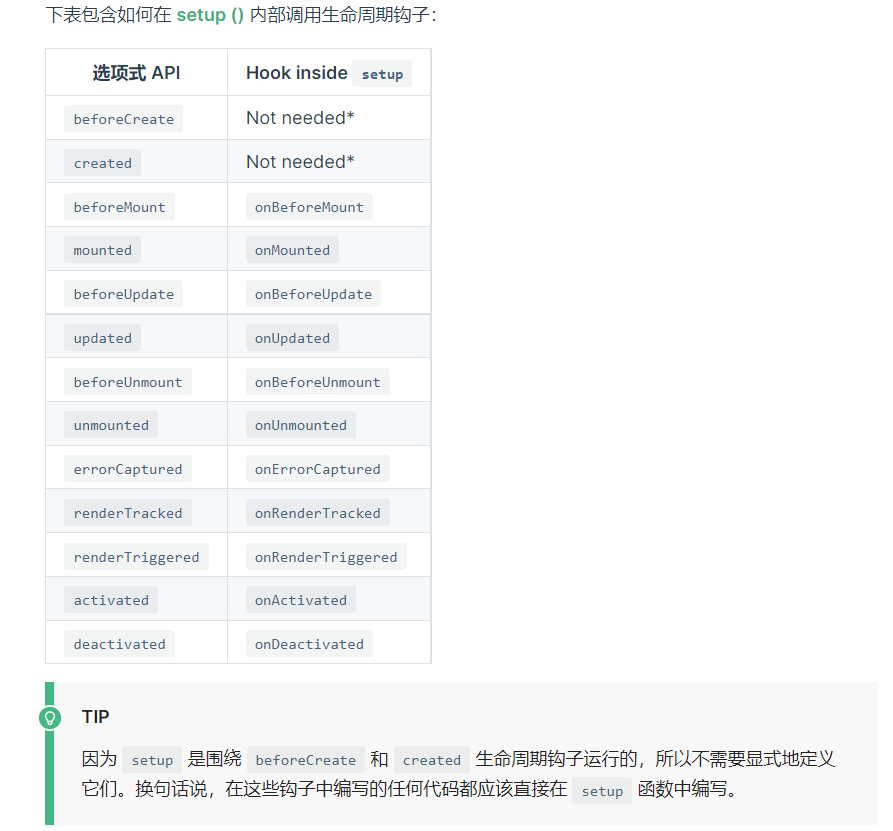 下表包含如何在 setup () 内部调用生命周期钩子：
选项式 API Hook inside setup
beforeCreate Not needed*
created Not needed*
beforeMount onBeforeMount
mounted onMounted
beforeUpdate onBeforeUpdate
updated onUpdated
beforeUnmount onBeforeUnmount
unmounted onUnmounted
errorCaptured onErrorCaptured
renderTracked onRenderTracked
renderTriggered onRenderTriggered
activated onActivated
deactivated onDeactivated
TIP
因为 setup 是围绕 beforeCreate 和 created 生命周期钩子运行的，所以不需要显式地定义
它们。换句话说，在这些钩子中编写的任何代码都应该直接在 setup 函数中编写。